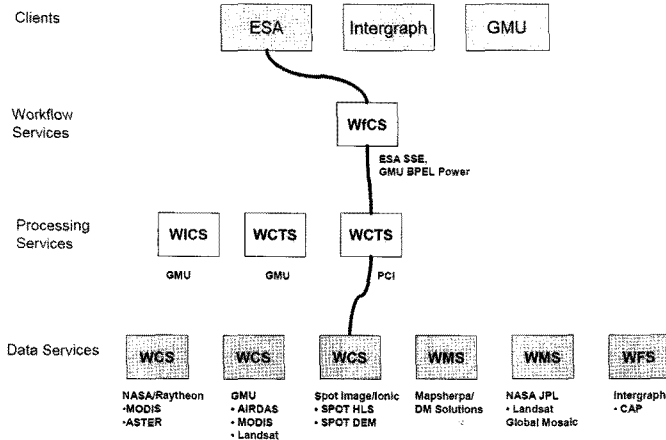 Clients
ESA
Intergraph
GMU
Workflow
Services
WfCS
ESA SSE,
GMU BPEL Power
Processing
Services
WICS
WCTS
WCTS
GMU
GMU
PCI
Data Services
WCS
WCS
WCS
WMS
WMS
WFS
NASA/Raytheon
•MODIS
•ASTER
GMU
• AIRDAS
• MODIS
• Landsat
Spot Image/Ionic
• SPOT HLS
• SPOT DEM
Mapsherpa/
DM Solutions
NASA JPL
• Landsat
Global Mosaic
Intergraph
• CAP